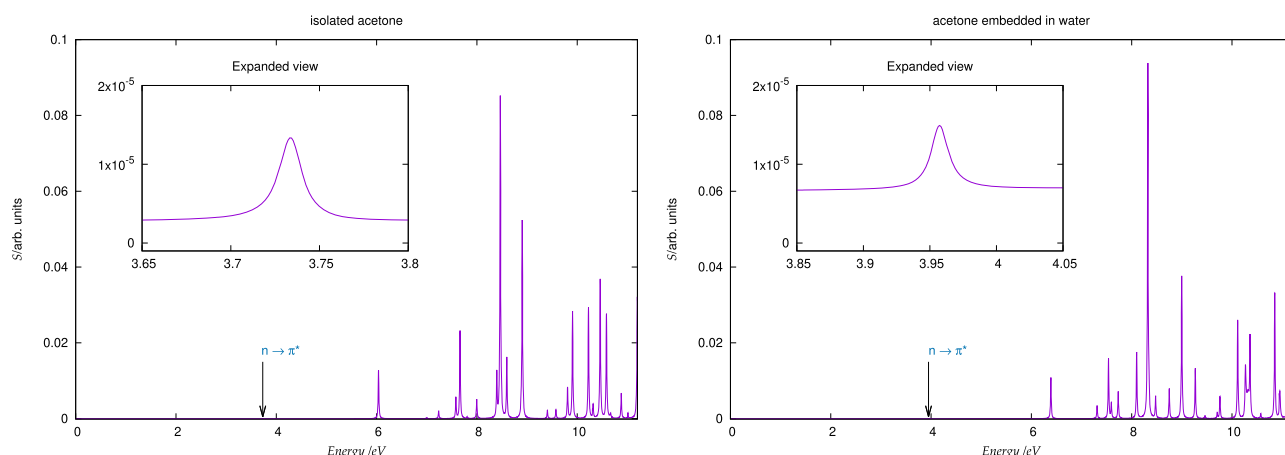 isolated acetone
0.1
0.08
0.06
0.04
0.02
0
S/arb. units
0
2
4
6
8
10
Energy /eV
Expanded view
2x10⁻⁵
1x10⁻⁵
0
3.65
3.7
3.75
3.8
n → π*
acetone embedded in water
0.1
0.08
0.06
0.04
0.02
0
S/arb. units
0
2
4
6
8
10
Energy /eV
Expanded view
2x10⁻⁵
1x10⁻⁵
0
3.85
3.9
3.95
4
4.05
n → π*